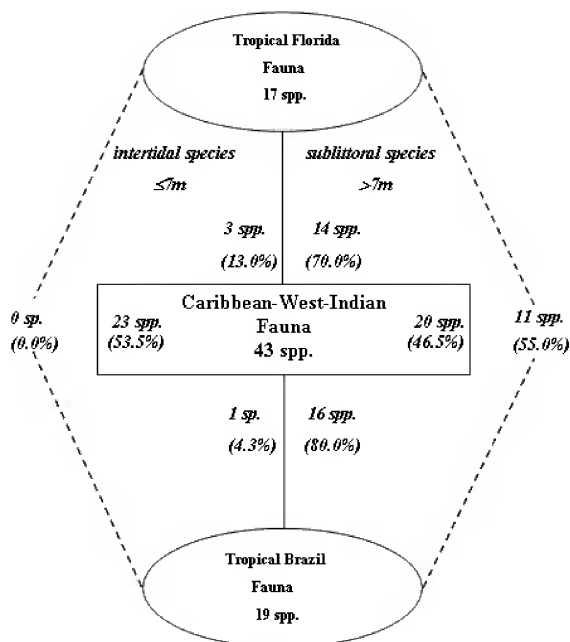 Tropical Florida
Fauna
17 spp.
intertidal species
≤7m
sublittoral species
>7m
3 spp.
(13.0%)
14 spp.
(70.0%)
0 sp.
(0.0%)
23 spp.
(53.5%)
Caribbean-West-Indian
Fauna
43 spp.
20 spp.
(46.5%)
11 spp.
(55.0%)
1 sp.
(4.3%)
16 spp.
(80.0%)
Tropical Brazil
Fauna
19 spp.